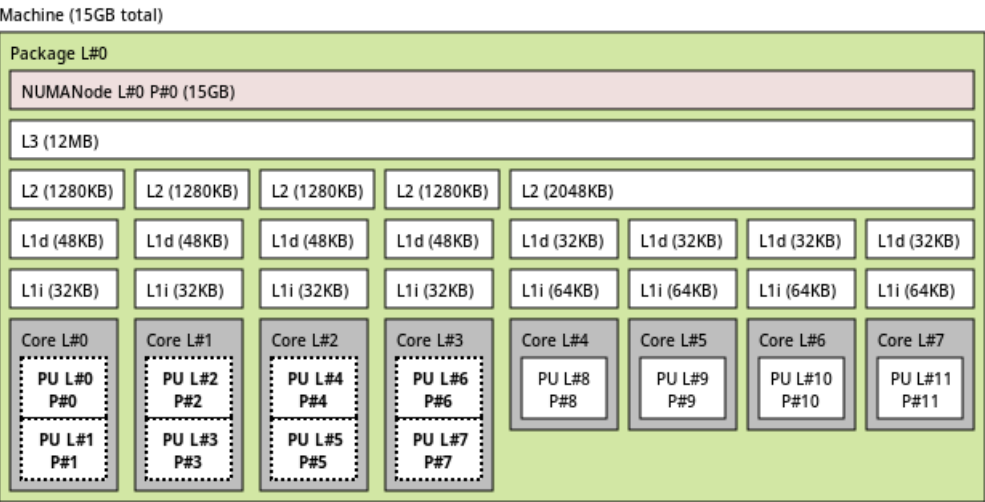 Machine (15GB total)
Package L#0
NUMANode L#0 P#0 (15GB)
L3 (12MB)
L2 (1280KB) L2 (1280KB) L2 (1280KB) L2 (1280KB) L2 (2048KB)
L1d (48KB) L1d (48KB) L1d (48KB) L1d (48KB) L1d (32KB) L1d (32KB) L1d (32KB) L1d (32KB)
L1i (32KB) L1i (32KB) L1i (32KB) L1i (32KB) L1i (64KB) L1i (64KB) L1i (64KB) L1i (64KB)
Core L#0 Core L#1 Core L#2 Core L#3 Core L#4 Core L#5 Core L#6 Core L#7
PU L#0 PU L#2 PU L#4 PU L#6 PU L#8 PU L#9 PU L#10 PU L#11
P#0 P#2 P#4 P#6 P#8 P#9 P#10 P#11
PU L#1 PU L#3 PU L#5 PU L#7
P#1 P#3 P#5 P#7